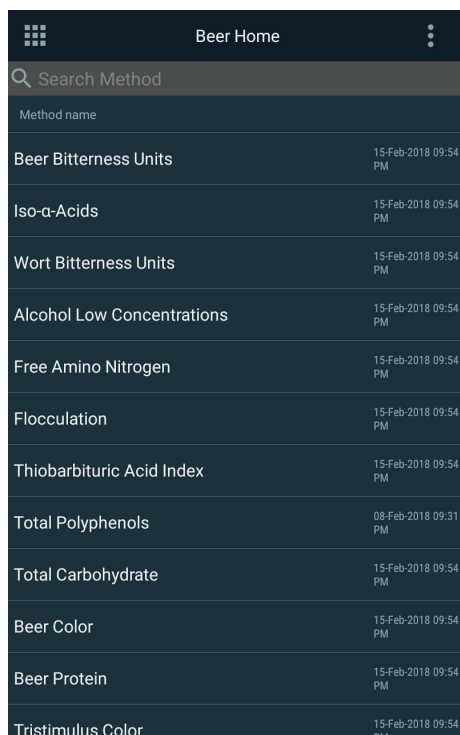 Beer Home
Search Method
Method name
Beer Bitterness Units 15-Feb-2018 09:54
PM
Iso-α-Acids 15-Feb-2018 09:54
PM
Wort Bitterness Units 15-Feb-2018 09:54
PM
Alcohol Low Concentrations 15-Feb-2018 09:54
PM
Free Amino Nitrogen 15-Feb-2018 09:54
PM
Flocculation 15-Feb-2018 09:54
PM
Thiobarbituric Acid Index 15-Feb-2018 09:54
PM
Total Polyphenols 08-Feb-2018 09:31
PM
Total Carbohydrate 15-Feb-2018 09:54
PM
Beer Color 15-Feb-2018 09:54
PM
Beer Protein 15-Feb-2018 09:54
PM
Tristimulus Color 15-Feb-2018 09:54